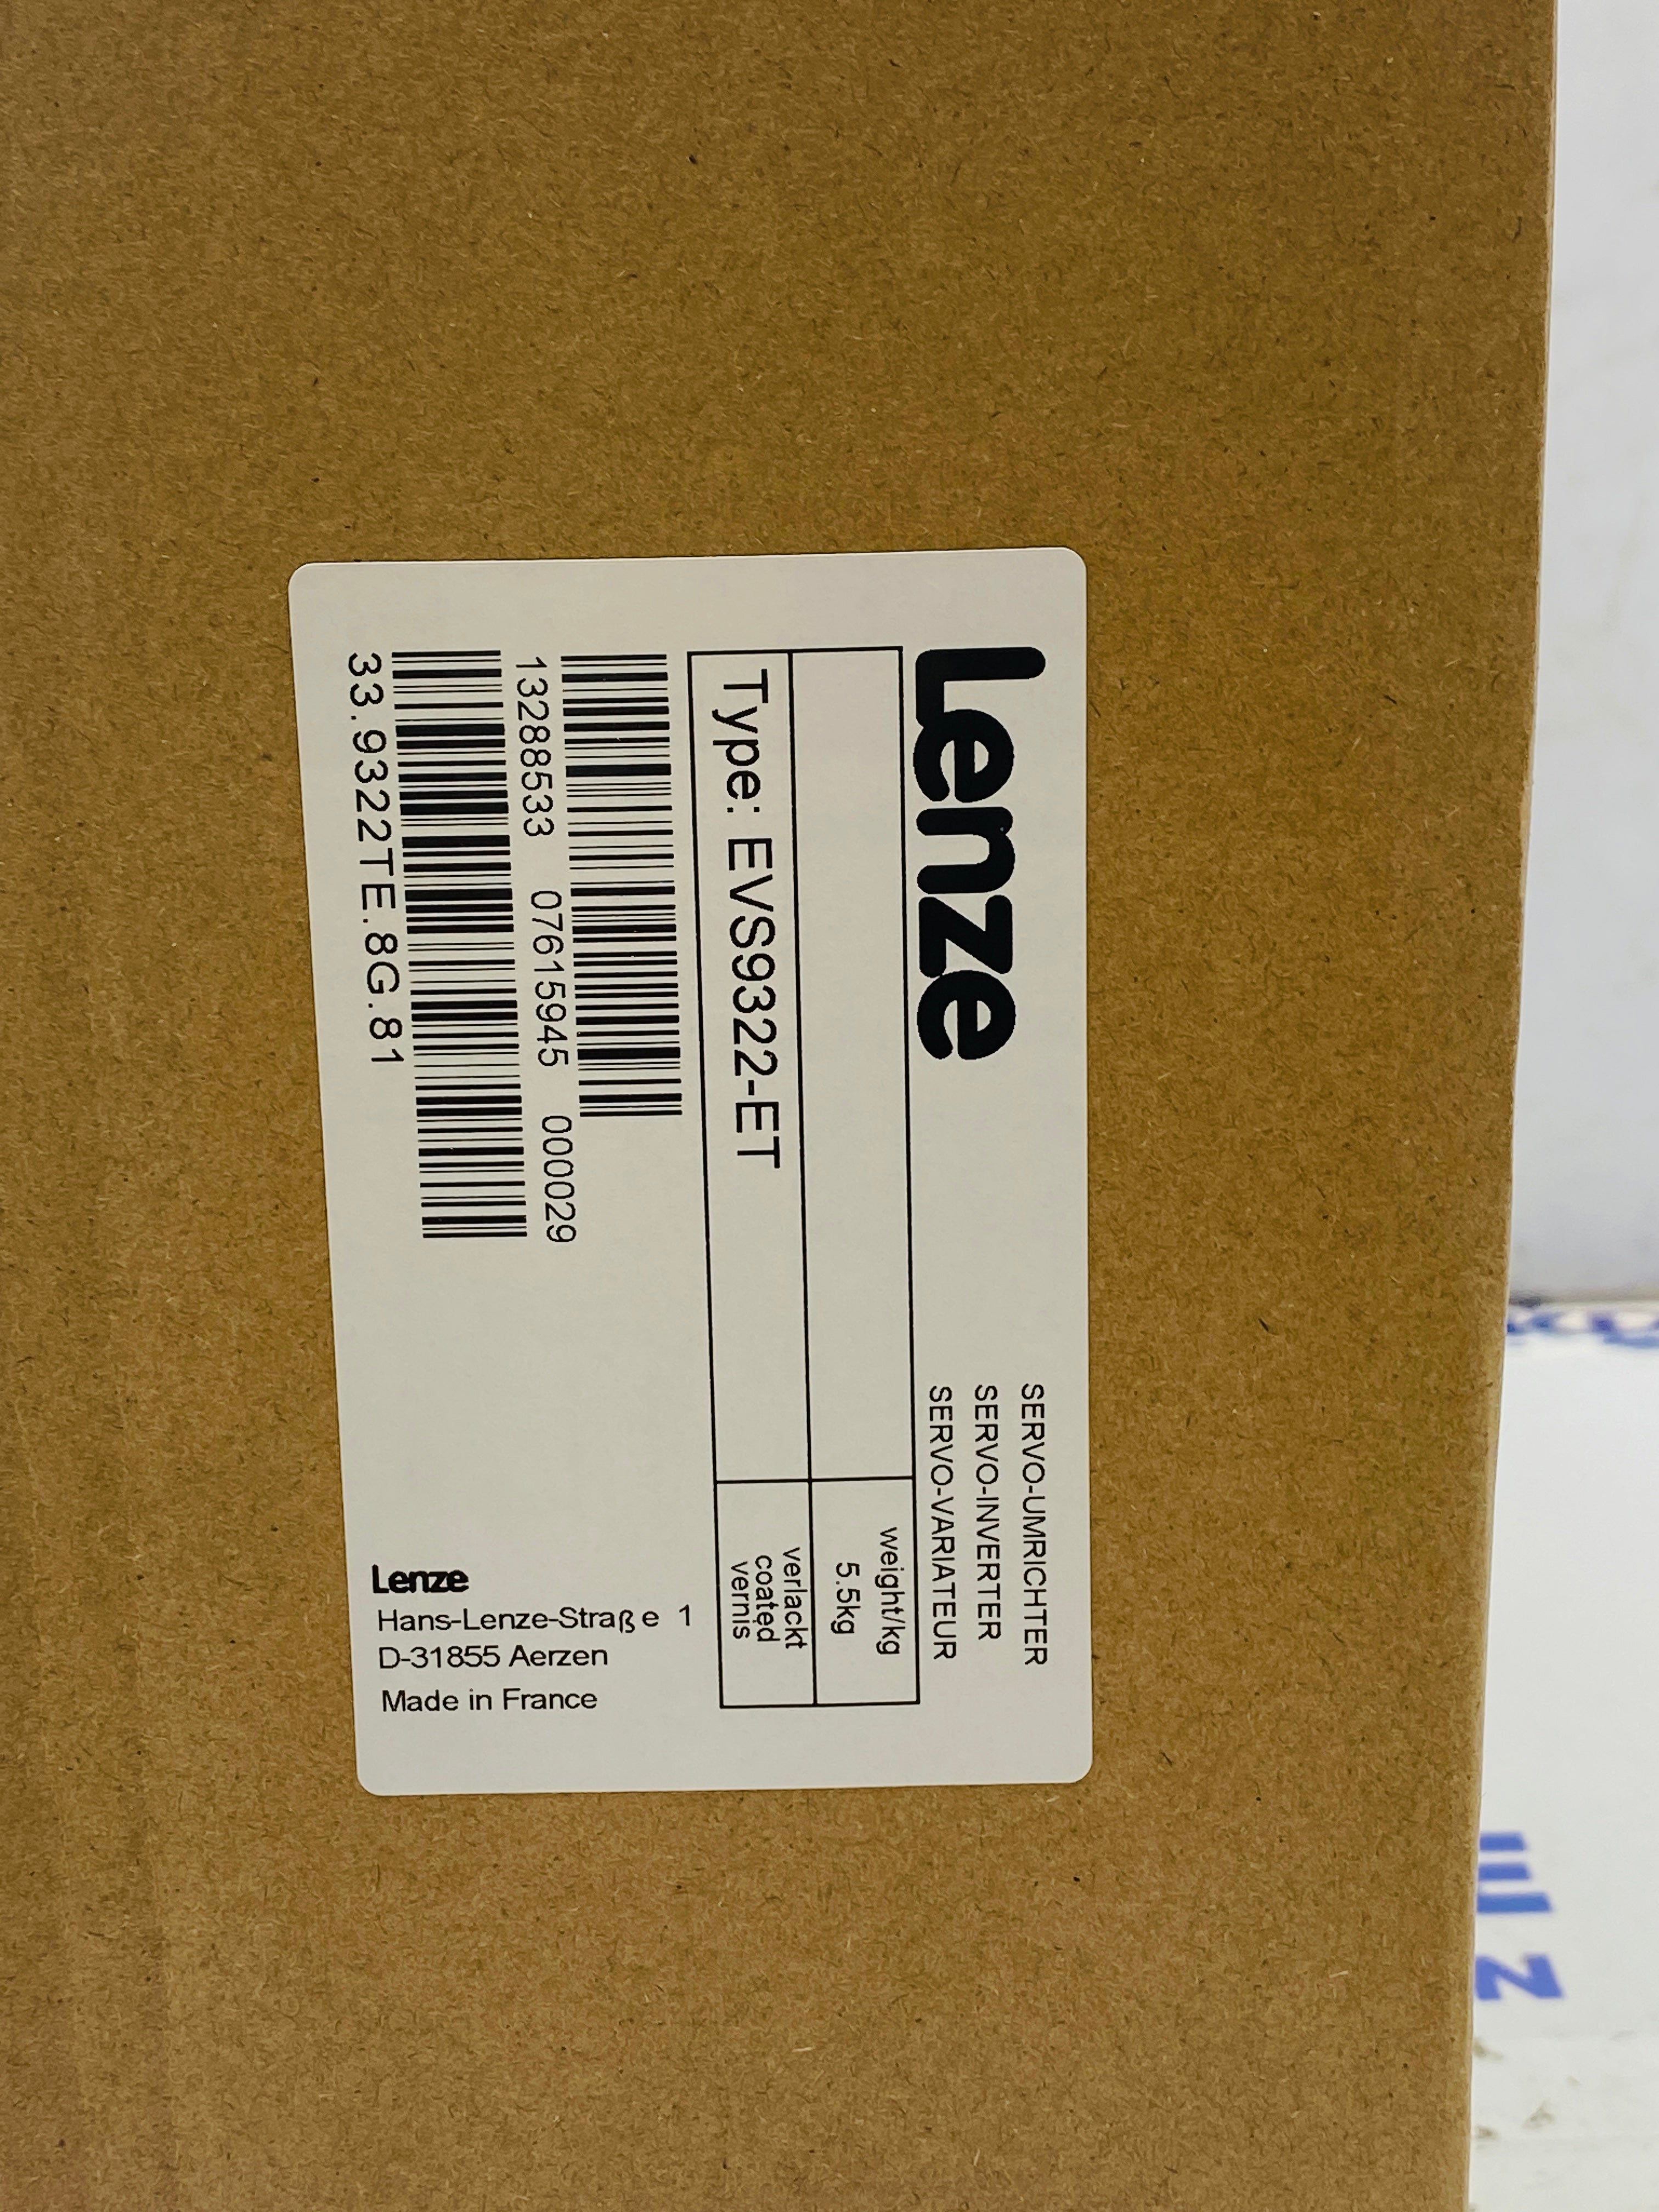 Lenze
SERVO-UMRICHTER
SERVO-INVERTER
SERVO-VARIATEUR
weight/kg
5.5kg
Type: EVS9322-ET
verlackt
coated
vernis
13288533 07615945 000029
33.9322TE.8G.81
Lenze
Hans-Lenze-Straße 1
D-31855 Aerzen
Made in France